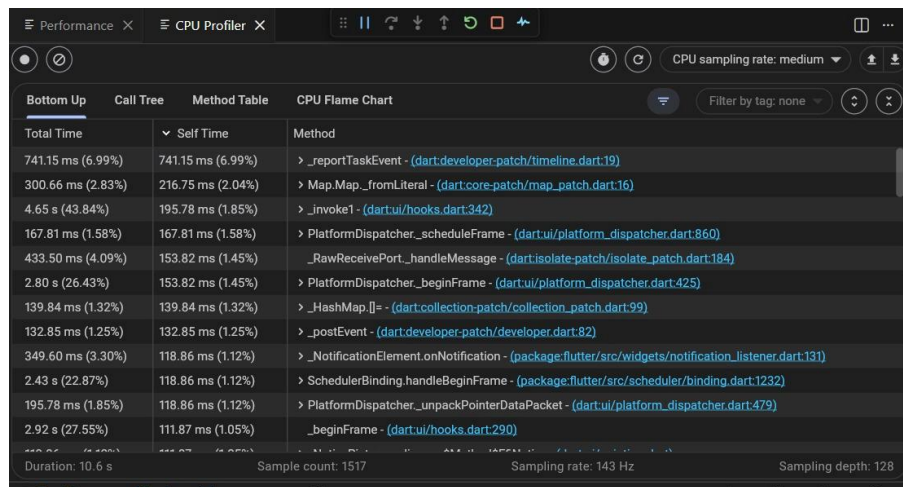 Performance
CPU Profiler
CPU sampling rate: medium
Bottom Up Call Tree Method Table CPU Flame Chart Filter by tag: none
Total Time Self Time Method
741.15 ms (6.99%) 741.15 ms (6.99%) _reportTaskEvent - (dart:developer-patch/timeline.dart:19)
300.66 ms (2.83%) 216.75 ms (2.04%) Map.Map._fromLiteral - (dart:core-patch/map_patch.dart:16)
4.65 s (43.84%) 195.78 ms (1.85%) _invoke1 - (dart:ui/hooks.dart:342)
167.81 ms (1.58%) 167.81 ms (1.58%) PlatformDispatcher._scheduleFrame - (dart:ui/platform_dispatcher.dart:860)
433.50 ms (4.09%) 153.82 ms (1.45%) _RawReceivePort._handleMessage - (dart:isolate-patch/isolate_patch.dart:184)
2.80 s (26.43%) 153.82 ms (1.45%) PlatformDispatcher._beginFrame - (dart:ui/platform_dispatcher.dart:425)
139.84 ms (1.32%) 139.84 ms (1.32%) _HashMap.[]= - (dart:collection-patch/collection_patch.dart:99)
132.85 ms (1.25%) 132.85 ms (1.25%) _postEvent - (dart:developer-patch/developer.dart:82)
349.60 ms (3.30%) 118.86 ms (1.12%) _NotificationElement.onNotification - (package:flutter/src/widgets/notification_listener.dart:131)
2.43 s (22.87%) 118.86 ms (1.12%) SchedulerBinding.handleBeginFrame - (package:flutter/src/scheduler/binding.dart:1232)
195.78 ms (1.85%) 118.86 ms (1.12%) PlatformDispatcher._unpackPointerDataPacket - (dart:ui/platform_dispatcher.dart:479)
2.92 s (27.55%) 111.87 ms (1.05%) _beginFrame - (dart:ui/hooks.dart:290)
Duration: 10.6 s Sample count: 1517 Sampling rate: 143 Hz Sampling depth: 128